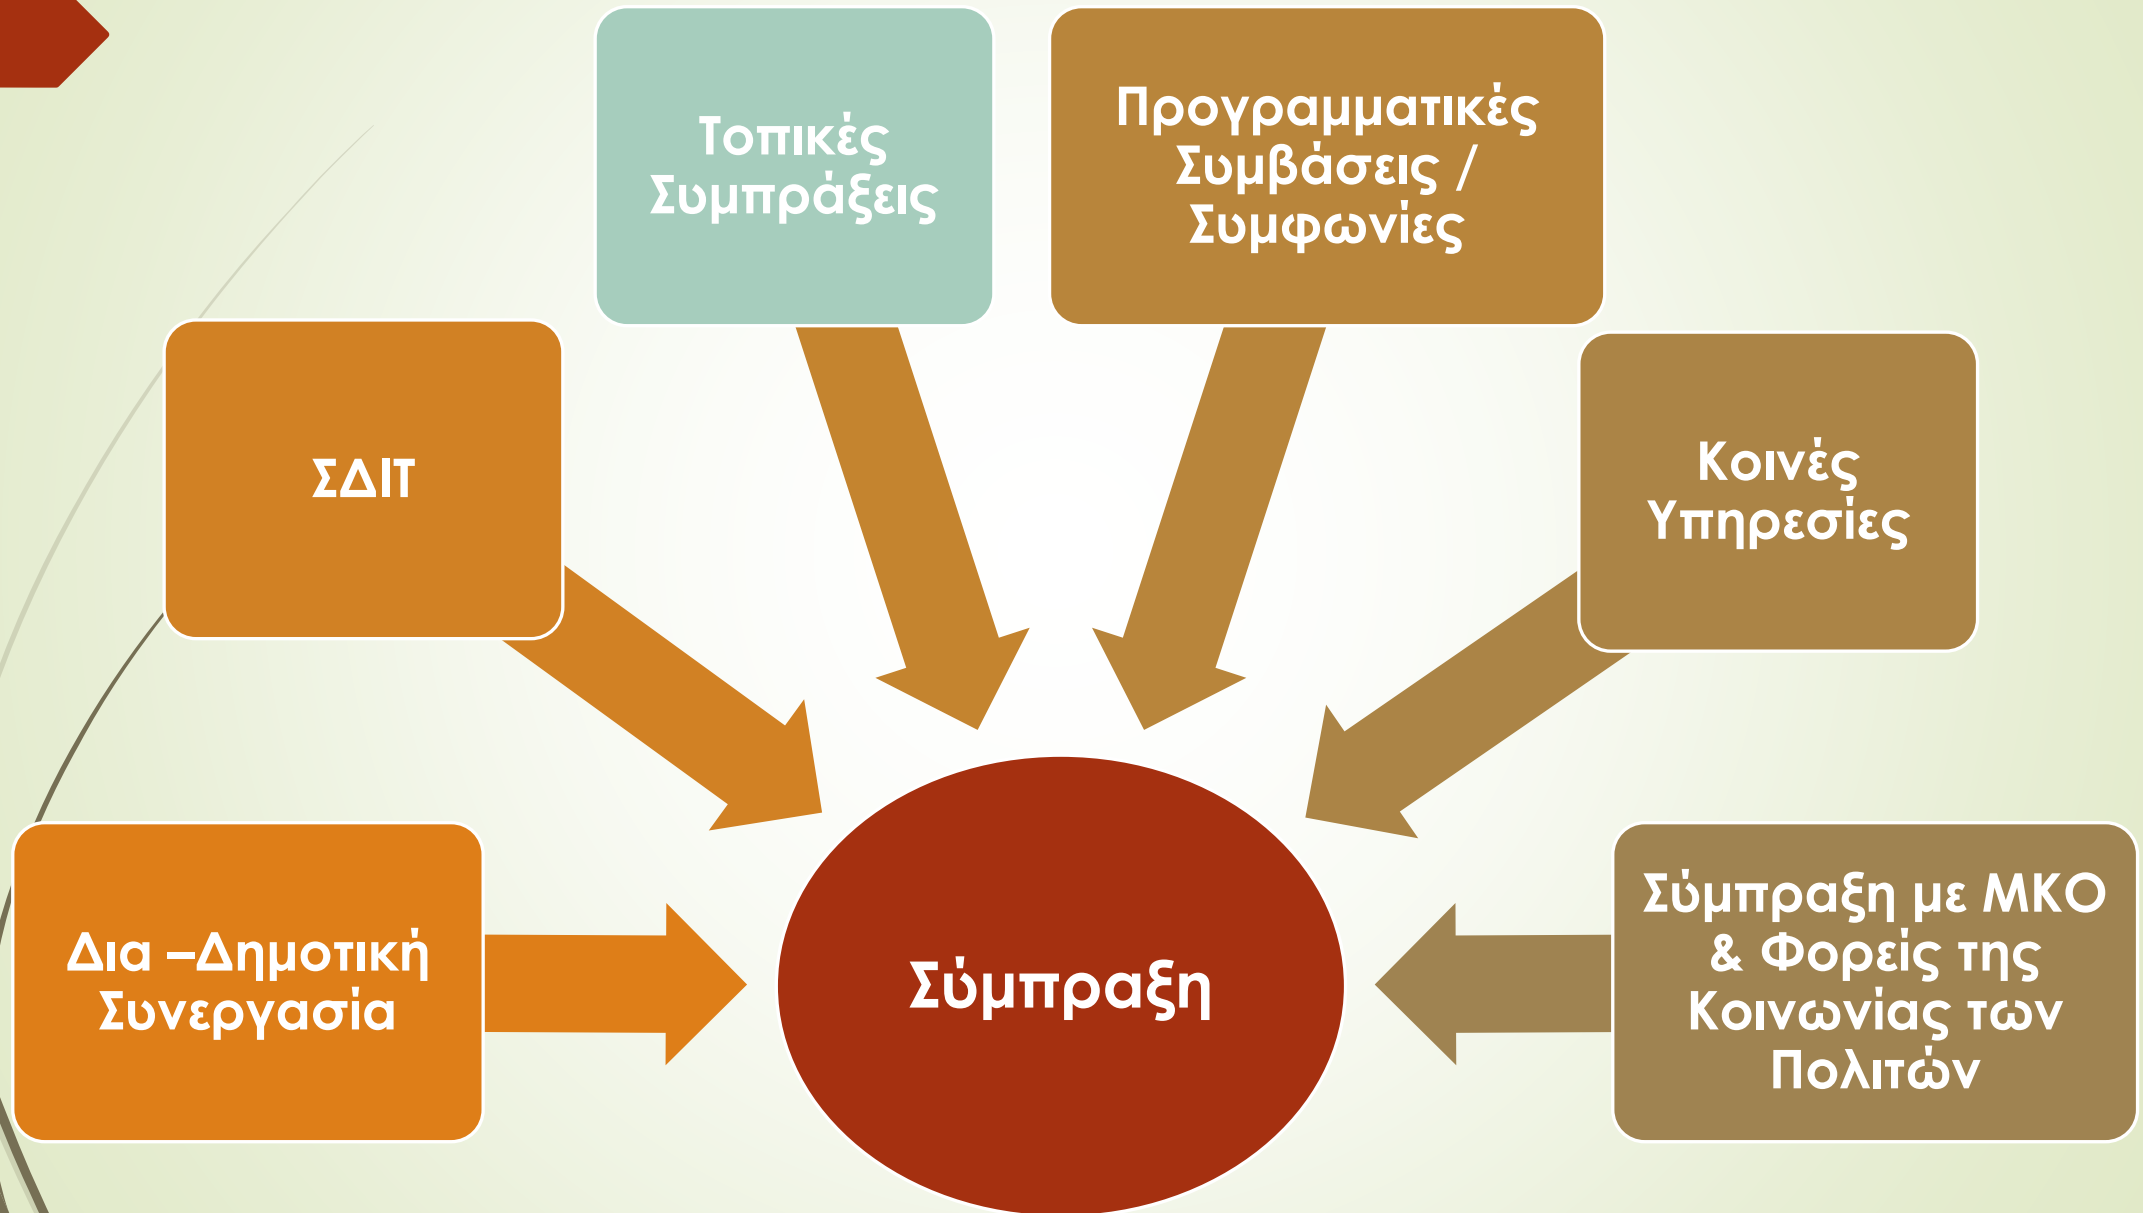 Τοπικές
Συμπράξεις
Προγραμματικές
Συμβάσεις /
Συμφωνίες
ΣΔΙΤ
Κοινές
Υπηρεσίες
Δια –Δημοτική
Συνεργασία
Σύμπραξη
Σύμπραξη με ΜΚΟ
& Φορείς της
Κοινωνίας των
Πολιτών